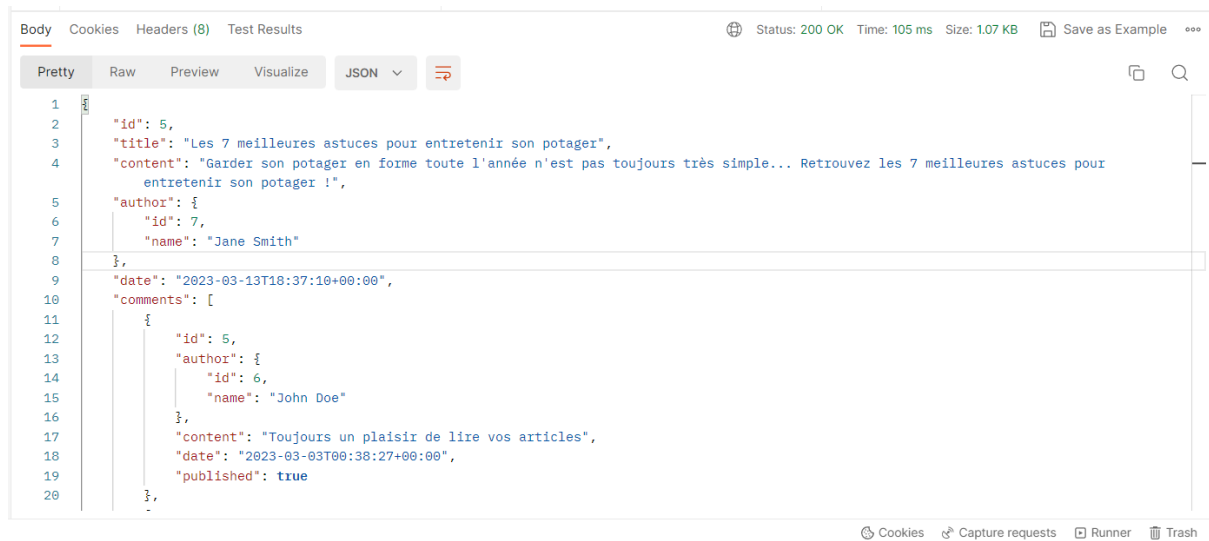 Body Cookies Headers (8) Test Results Status: 200 OK Time: 105 ms Size: 1.07 KB Save as Example
Pretty Raw Preview Visualize JSON
1 {
2 "id": 5,
3 "title": "Les 7 meilleures astuces pour entretenir son potager",
4 "content": "Garder son potager en forme toute l'année n'est pas toujours très simple... Retrouvez les 7 meilleures astuces pour
entretenir son potager !",
5 "author": {
6 "id": 7,
7 "name": "Jane Smith"
8 },
9 "date": "2023-03-13T18:37:10+00:00",
10 "comments": [
11 {
12 "id": 5,
13 "author": {
14 "id": 6,
15 "name": "John Doe"
16 },
17 "content": "Toujours un plaisir de lire vos articles",
18 "date": "2023-03-03T00:38:27+00:00",
19 "published": true
20 },
Cookies Capture requests Runner Trash